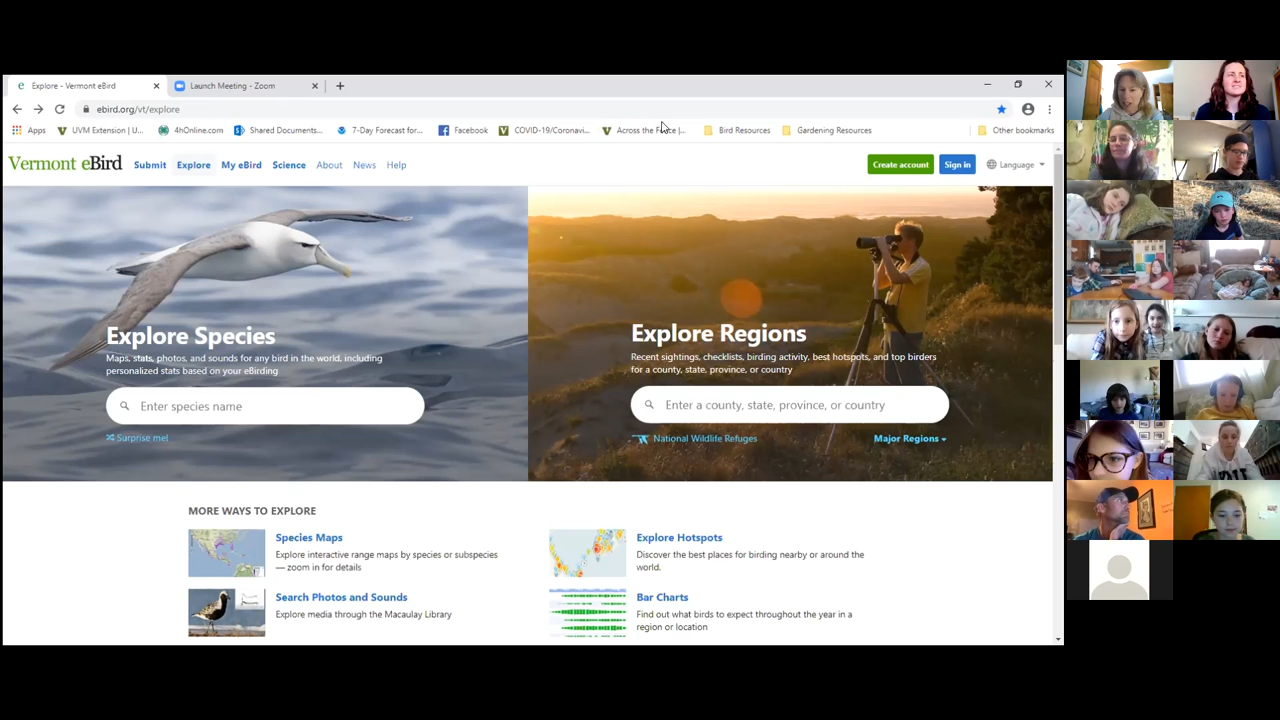 Explore - Vermont eBird
Launch Meeting - Zoom
ebird.org/vt/explore
Apps
UVM Extension | U...
4hOnline.com
Shared Documents...
7-Day Forecast for...
Facebook
COVID-19/Coronavi...
Across the Fence |...
Bird Resources
Gardening Resources
Other bookmarks
Vermont eBird
Submit
Explore
My eBird
Science
About
News
Help
Create account
Sign in
Language
Explore Species
Maps, stats, photos, and sounds for any bird in the world, including
personalized stats based on your eBirding
Enter species name
Surprise me!
Explore Regions
Recent sightings, checklists, birding activity, best hotspots, and top birders
for a county, state, province, or country
Enter a county, state, province, or country
National Wildlife Refuges
Major Regions
MORE WAYS TO EXPLORE
Species Maps
Explore interactive range maps by species or subspecies
— zoom in for details
Explore Hotspots
Discover the best places for birding nearby or around the
world.
Search Photos and Sounds
Explore media through the Macaulay Library
Bar Charts
Find out what birds to expect throughout the year in a
region or location